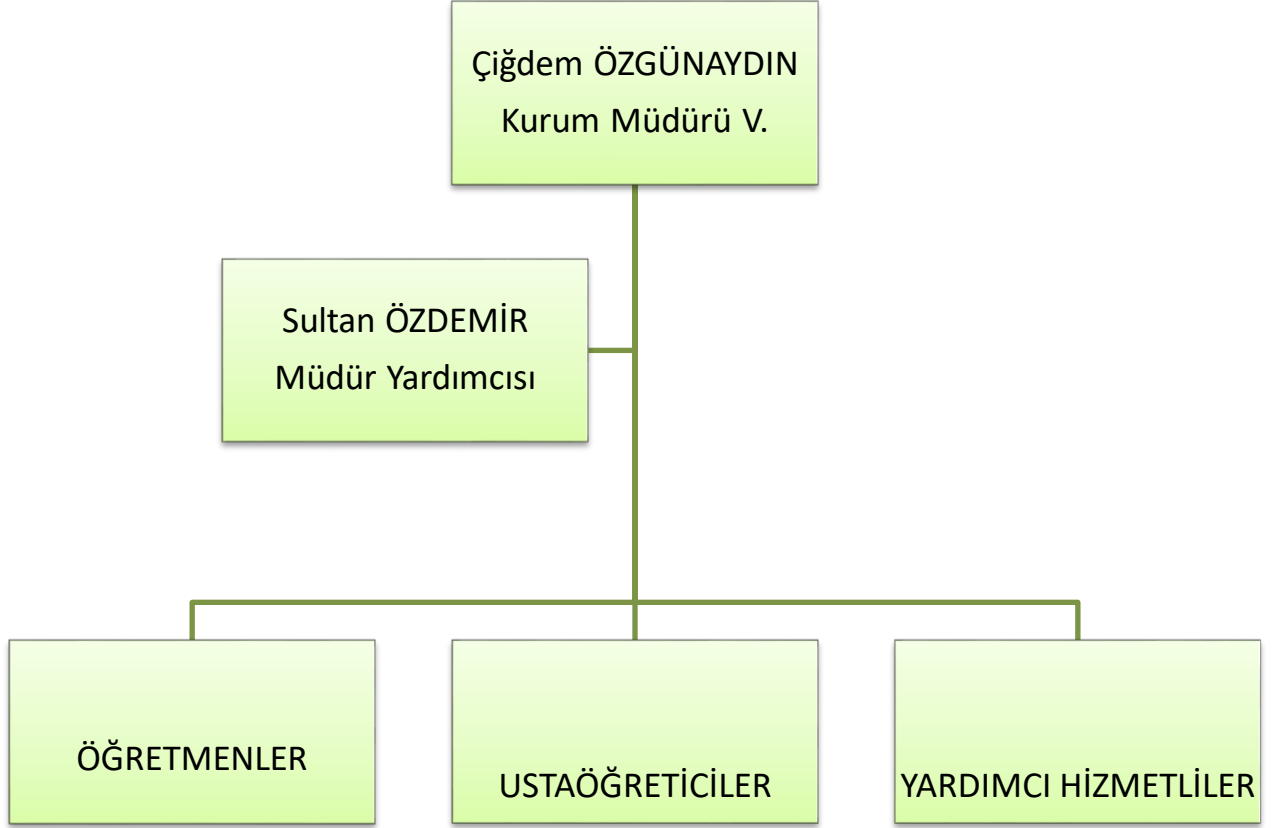 Çiğdem ÖZGÜNAYDIN
Kurum Müdürü V.
Sultan ÖZDEMİR
Müdür Yardımcısı
ÖĞRETMENLER
USTAÖĞRETİCİLER
YARDIMCI HİZMETLİLER